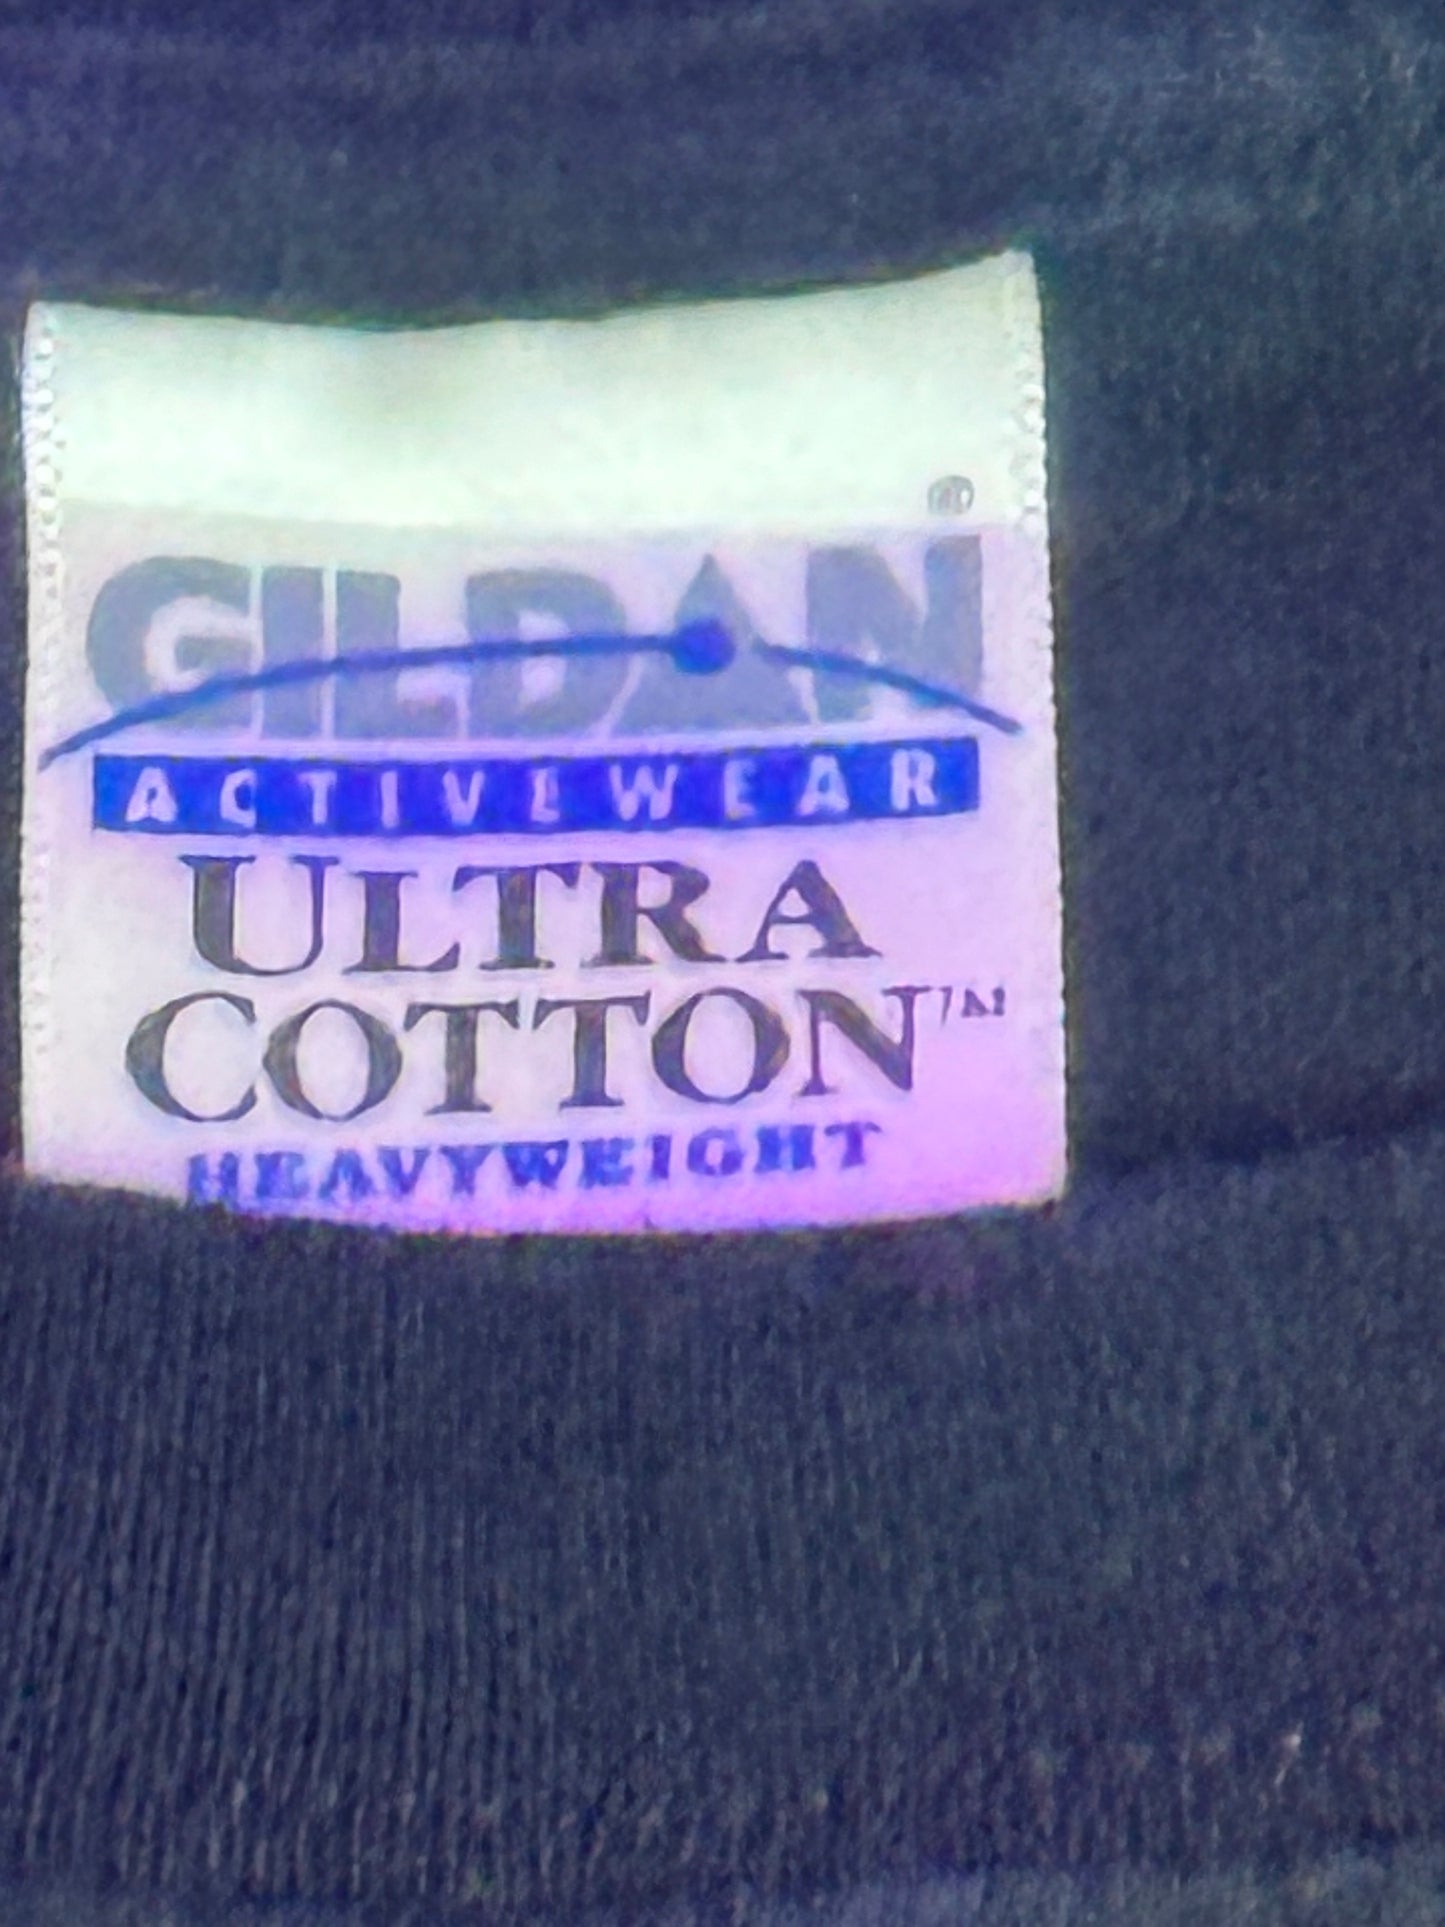 GILDAN®
ACTIVEWEAR
ULTRA
COTTON™
HEAVYWEIGHT